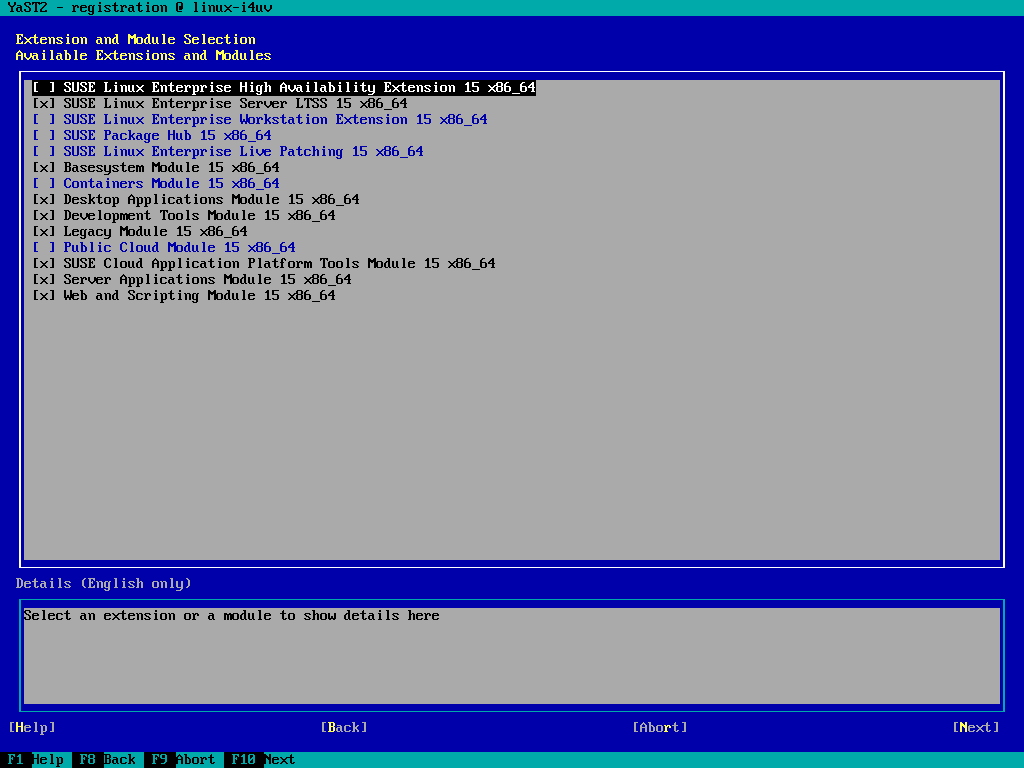 YaST2 - registration @ linux-i4uv
Extension and Module Selection
Available Extensions and Modules
[ ] SUSE Linux Enterprise High Availability Extension 15 x86_64
[x] SUSE Linux Enterprise Server LTSS 15 x86_64
[ ] SUSE Linux Enterprise Workstation Extension 15 x86_64
[ ] SUSE Package Hub 15 x86_64
[ ] SUSE Linux Enterprise Live Patching 15 x86_64
[x] Basesystem Module 15 x86_64
[ ] Containers Module 15 x86_64
[x] Desktop Applications Module 15 x86_64
[x] Development Tools Module 15 x86_64
[x] Legacy Module 15 x86_64
[ ] Public Cloud Module 15 x86_64
[x] SUSE Cloud Application Platform Tools Module 15 x86_64
[x] Server Applications Module 15 x86_64
[x] Web and Scripting Module 15 x86_64
Details (English only)
Select an extension or a module to show details here
[Help] [Back] [Abort] [Next]
F1 Help F8 Back F9 Abort F10 Next